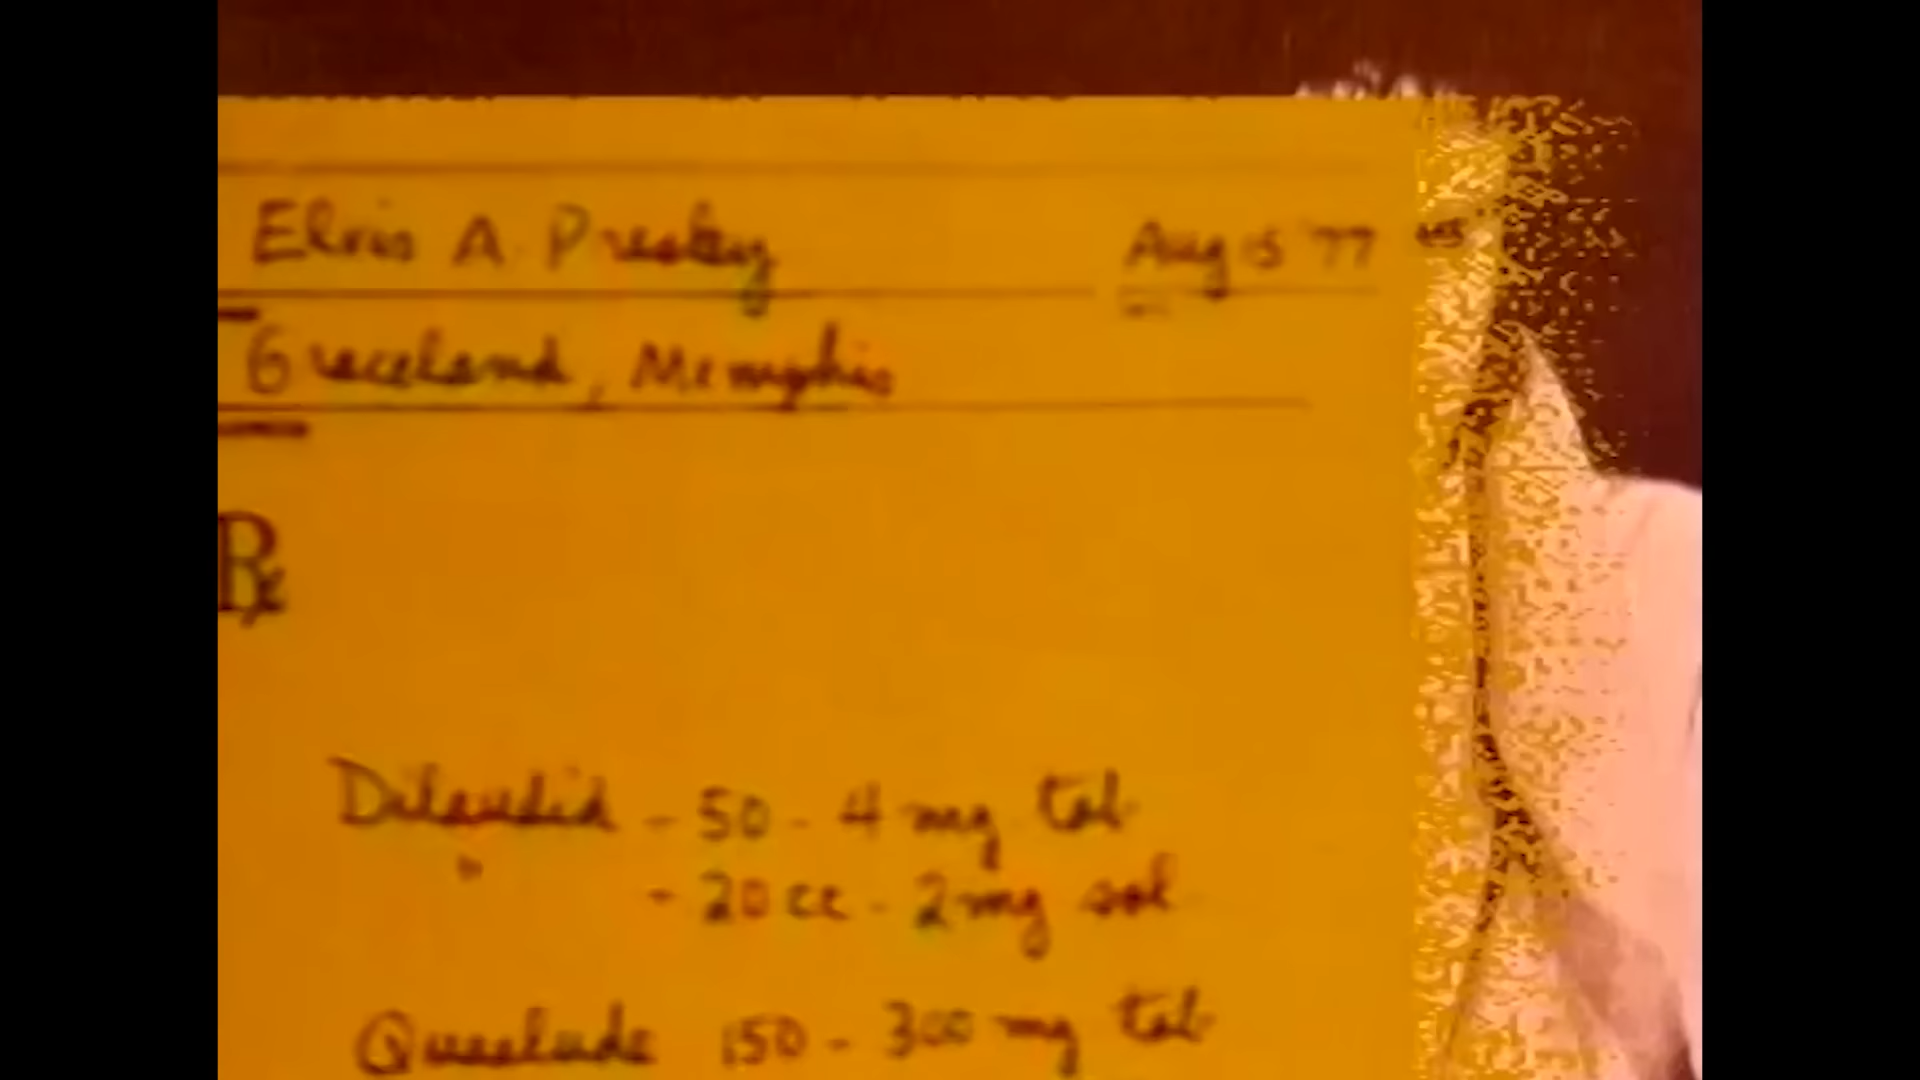 Elvis A. Presley Aug 15 '77
Graceland, Memphis
Rx
Dilaudid - 50 - 4 mg tab
" - 20 cc - 2 mg sol
Quaalude 150 - 300 mg tab